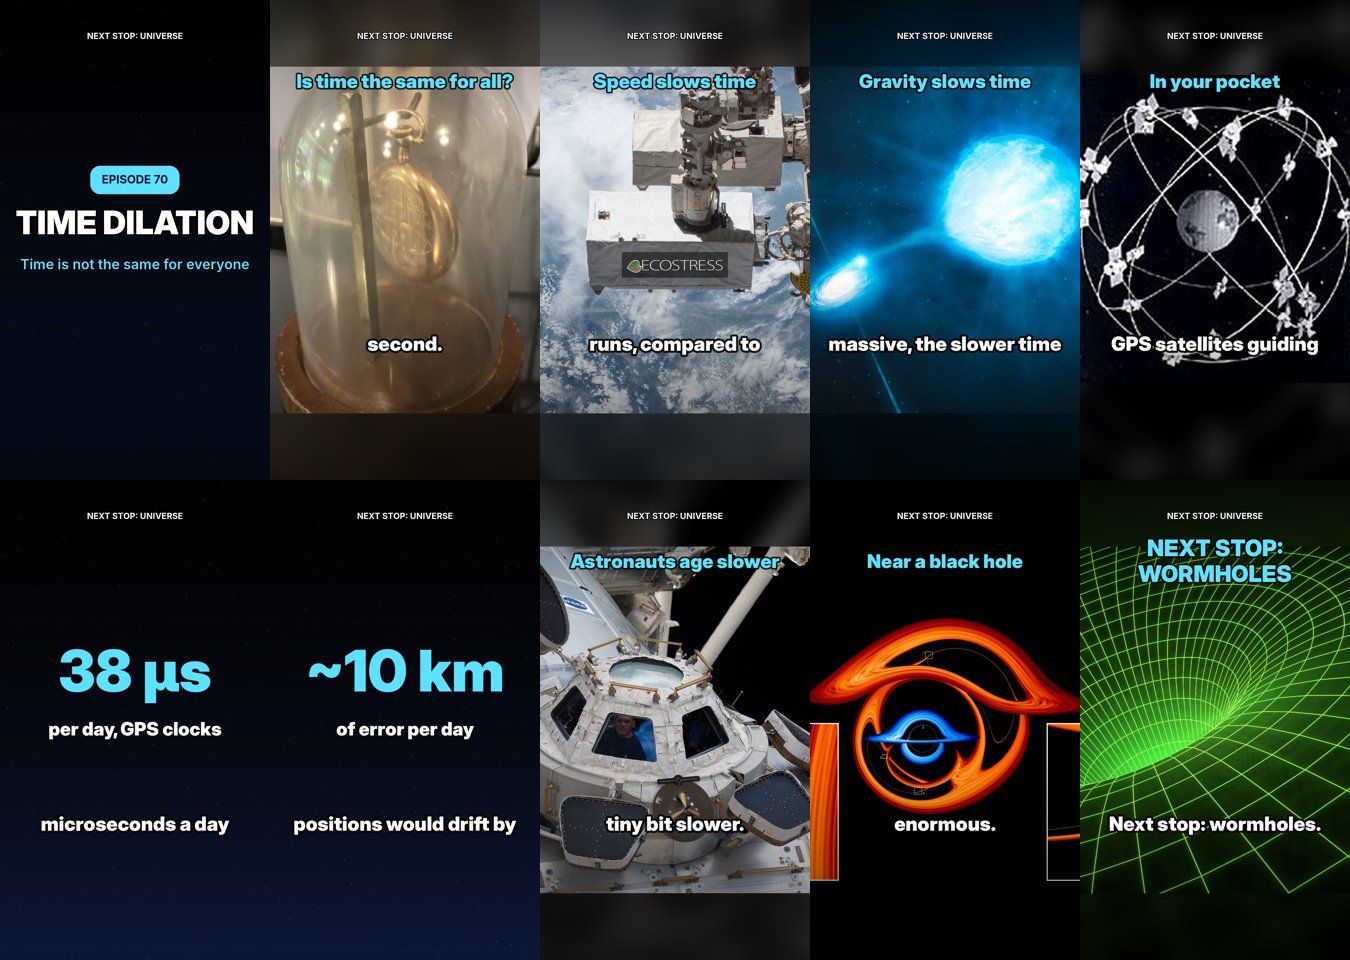 NEXT STOP: UNIVERSE
EPISODE 70
TIME DILATION
Time is not the same for everyone
NEXT STOP: UNIVERSE
Is time the same for all?
second.
NEXT STOP: UNIVERSE
Speed slows time
ECOSTRESS
runs, compared to
NEXT STOP: UNIVERSE
Gravity slows time
massive, the slower time
NEXT STOP: UNIVERSE
In your pocket
GPS satellites guiding
NEXT STOP: UNIVERSE
38 µs
per day, GPS clocks
microseconds a day
NEXT STOP: UNIVERSE
~10 km
of error per day
positions would drift by
NEXT STOP: UNIVERSE
Astronauts age slower
tiny bit slower.
NEXT STOP: UNIVERSE
Near a black hole
enormous.
NEXT STOP: UNIVERSE
NEXT STOP:
WORMHOLES
Next stop: wormholes.